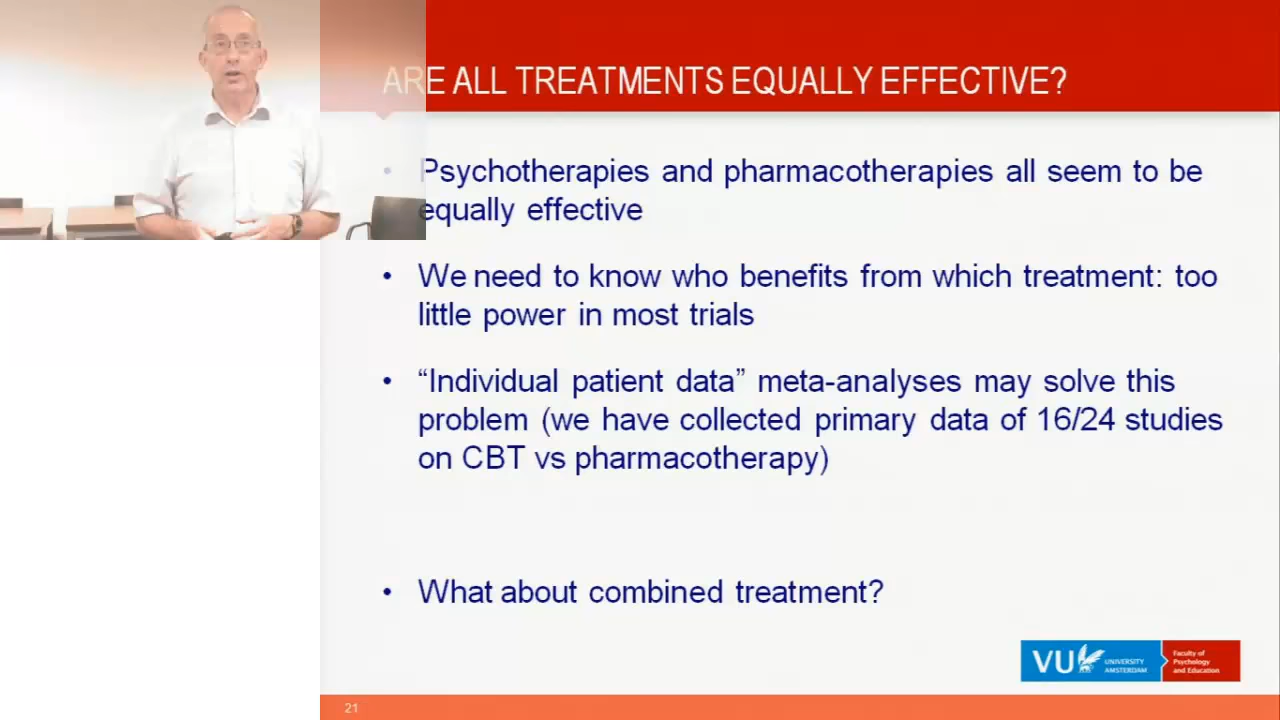 ARE ALL TREATMENTS EQUALLY EFFECTIVE?
• Psychotherapies and pharmacotherapies all seem to be
equally effective
• We need to know who benefits from which treatment: too
little power in most trials
• “Individual patient data” meta-analyses may solve this
problem (we have collected primary data of 16/24 studies
on CBT vs pharmacotherapy)
• What about combined treatment?
VU UNIVERSITY
AMSTERDAM
Faculty of
Psychology
and Education
21